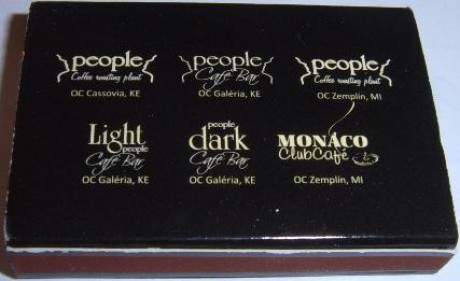 people
Coffee roasting plant
OC Cassovia, KE
people
Café Bar
OC Galéria, KE
people
Coffee roasting plant
OC Zemplín, MI
Light
people
Café Bar
OC Galéria, KE
people
dark
Café Bar
OC Galéria, KE
MONACO
ClubCafé
OC Zemplín, MI